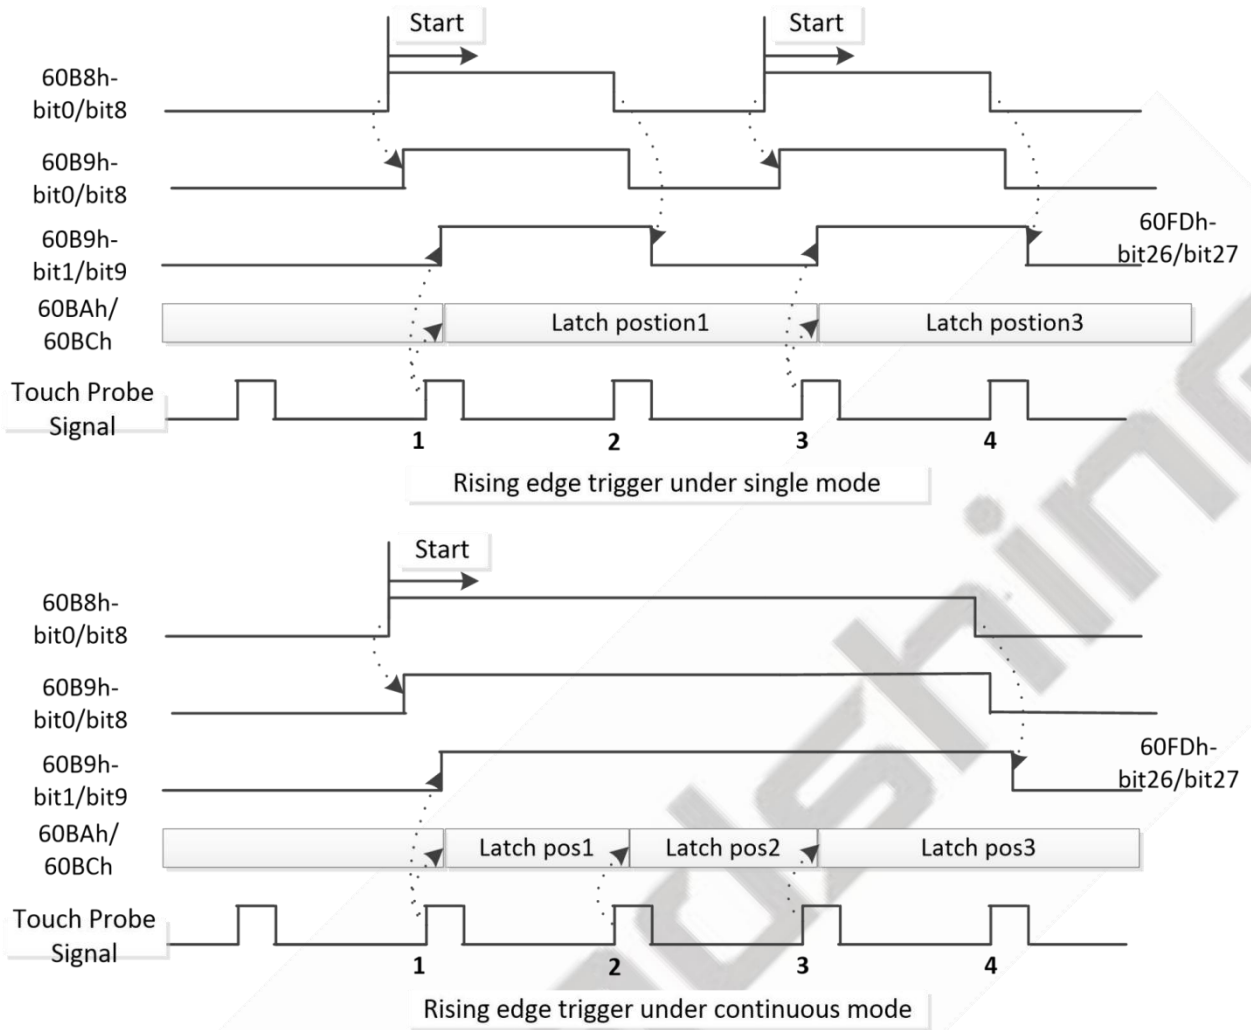 Start
Start
60B8h-
bit0/bit8
60B9h-
bit0/bit8
60B9h-
bit1/bit9
60FDh-
bit26/bit27
60BAh/
60BCh
Latch postion1
Latch postion3
Touch Probe
Signal
1
2
3
4
Rising edge trigger under single mode
Start
60B8h-
bit0/bit8
60B9h-
bit0/bit8
60B9h-
bit1/bit9
60FDh-
bit26/bit27
60BAh/
60BCh
Latch pos1
Latch pos2
Latch pos3
Touch Probe
Signal
1
2
3
4
Rising edge trigger under continuous mode